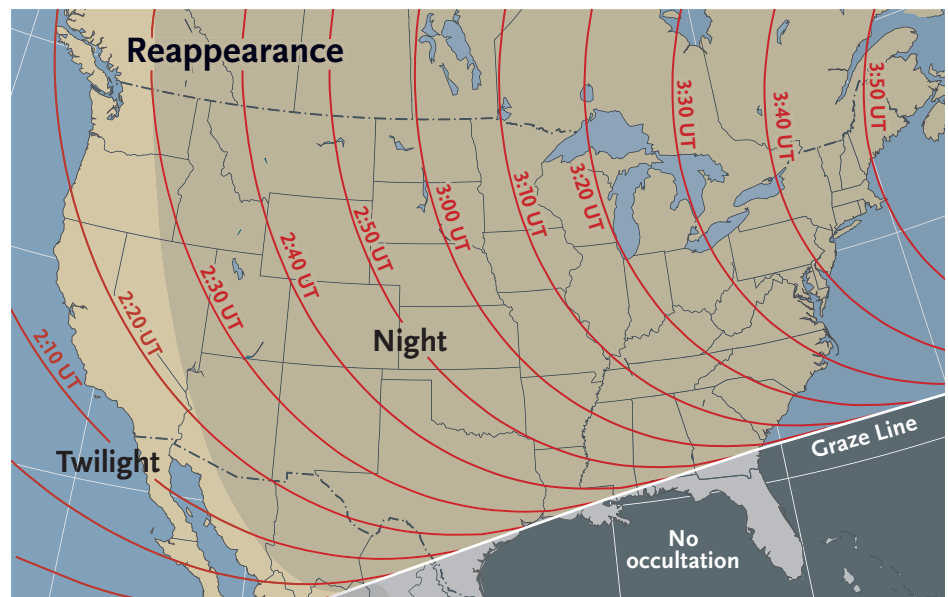 Reappearance
3:50 UT
3:40 UT
3:30 UT
3:20 UT
3:10 UT
3:00 UT
2:50 UT
2:40 UT
2:30 UT
2:20 UT
2:10 UT
Night
Twilight
Graze Line
No
occultation